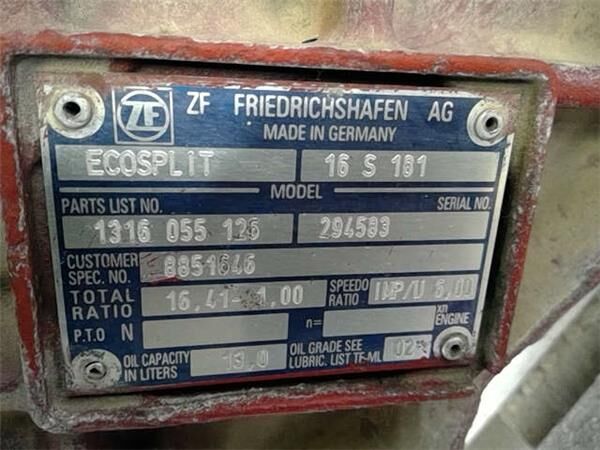 ZF ZF FRIEDRICHSHAFEN AG
MADE IN GERMANY
ECOSPLIT 16 S 181
MODEL
PARTS LIST NO. SERIAL NO.
1316 055 126 294583
CUSTOMER SPEC. NO. 8851646
TOTAL RATIO 16,41- 1,00 SPEEDO RATIO IMP/U 6,00
P.T.O N n= xn ENGINE
OIL CAPACITY IN LITERS 13,0 OIL GRADE SEE LUBRIC. LIST TF-ML 02